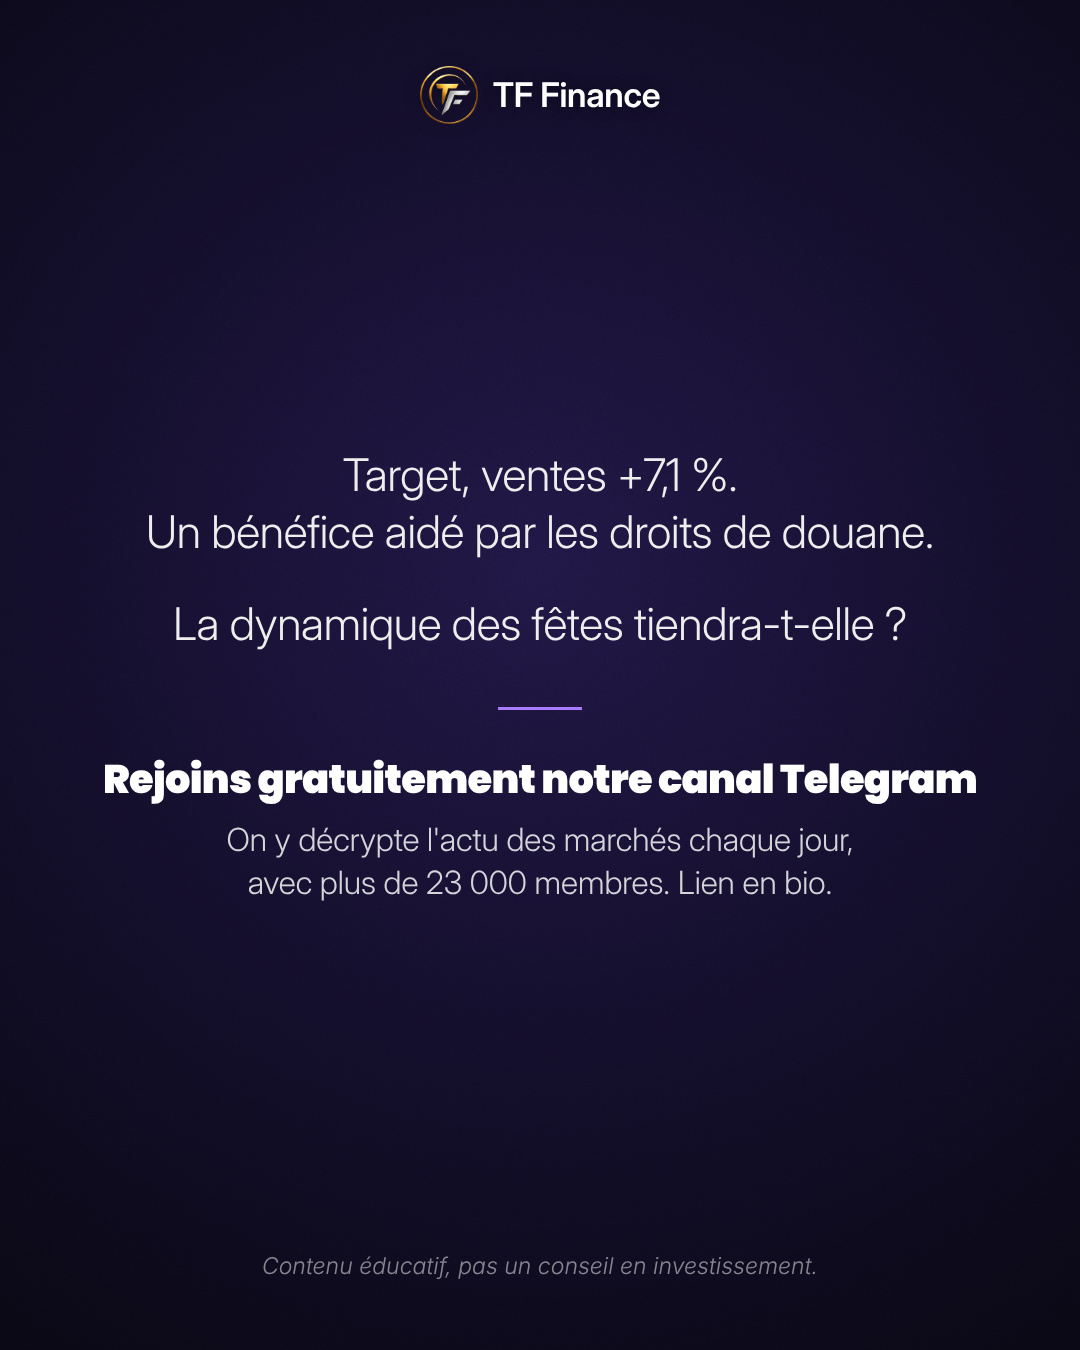 TF TF Finance
Target, ventes +7,1 %.
Un bénéfice aidé par les droits de douane.
La dynamique des fêtes tiendra-t-elle ?
Rejoins gratuitement notre canal Telegram
On y décrypte l'actu des marchés chaque jour,
avec plus de 23 000 membres. Lien en bio.
Contenu éducatif, pas un conseil en investissement.